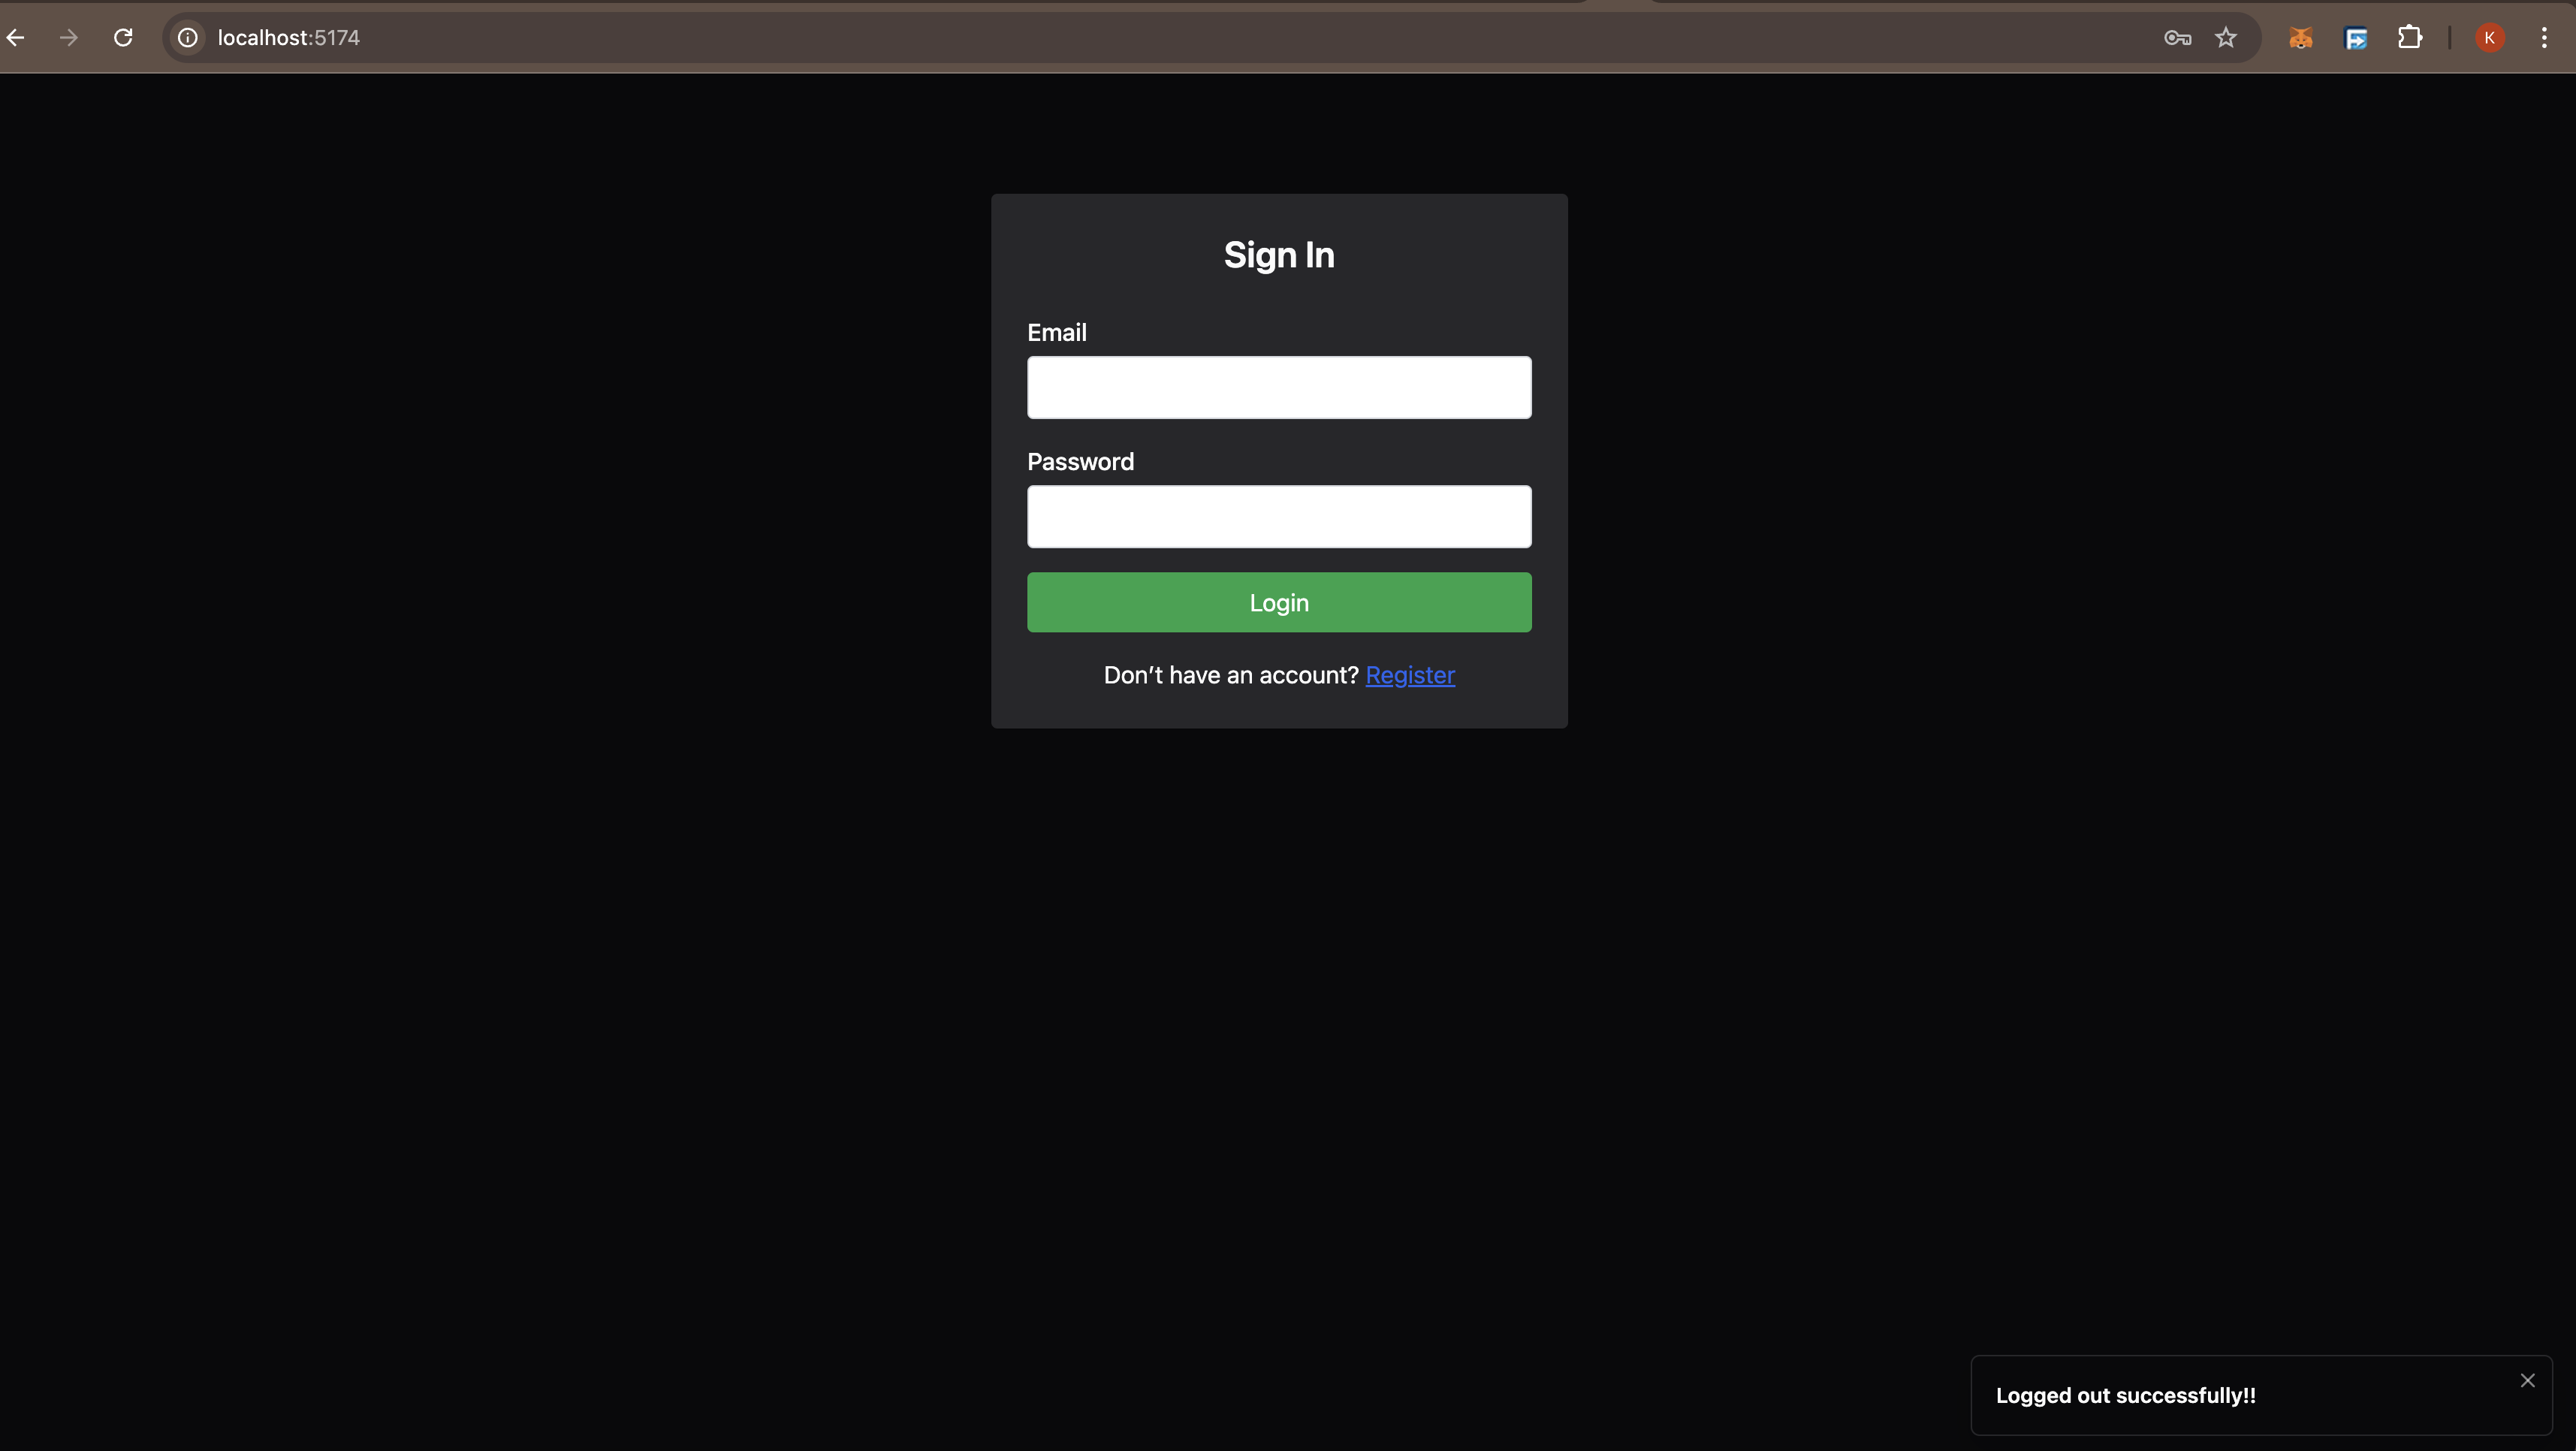 localhost:5174
K
Sign In
Email
Password
Login
Don’t have an account? Register
Logged out successfully!!